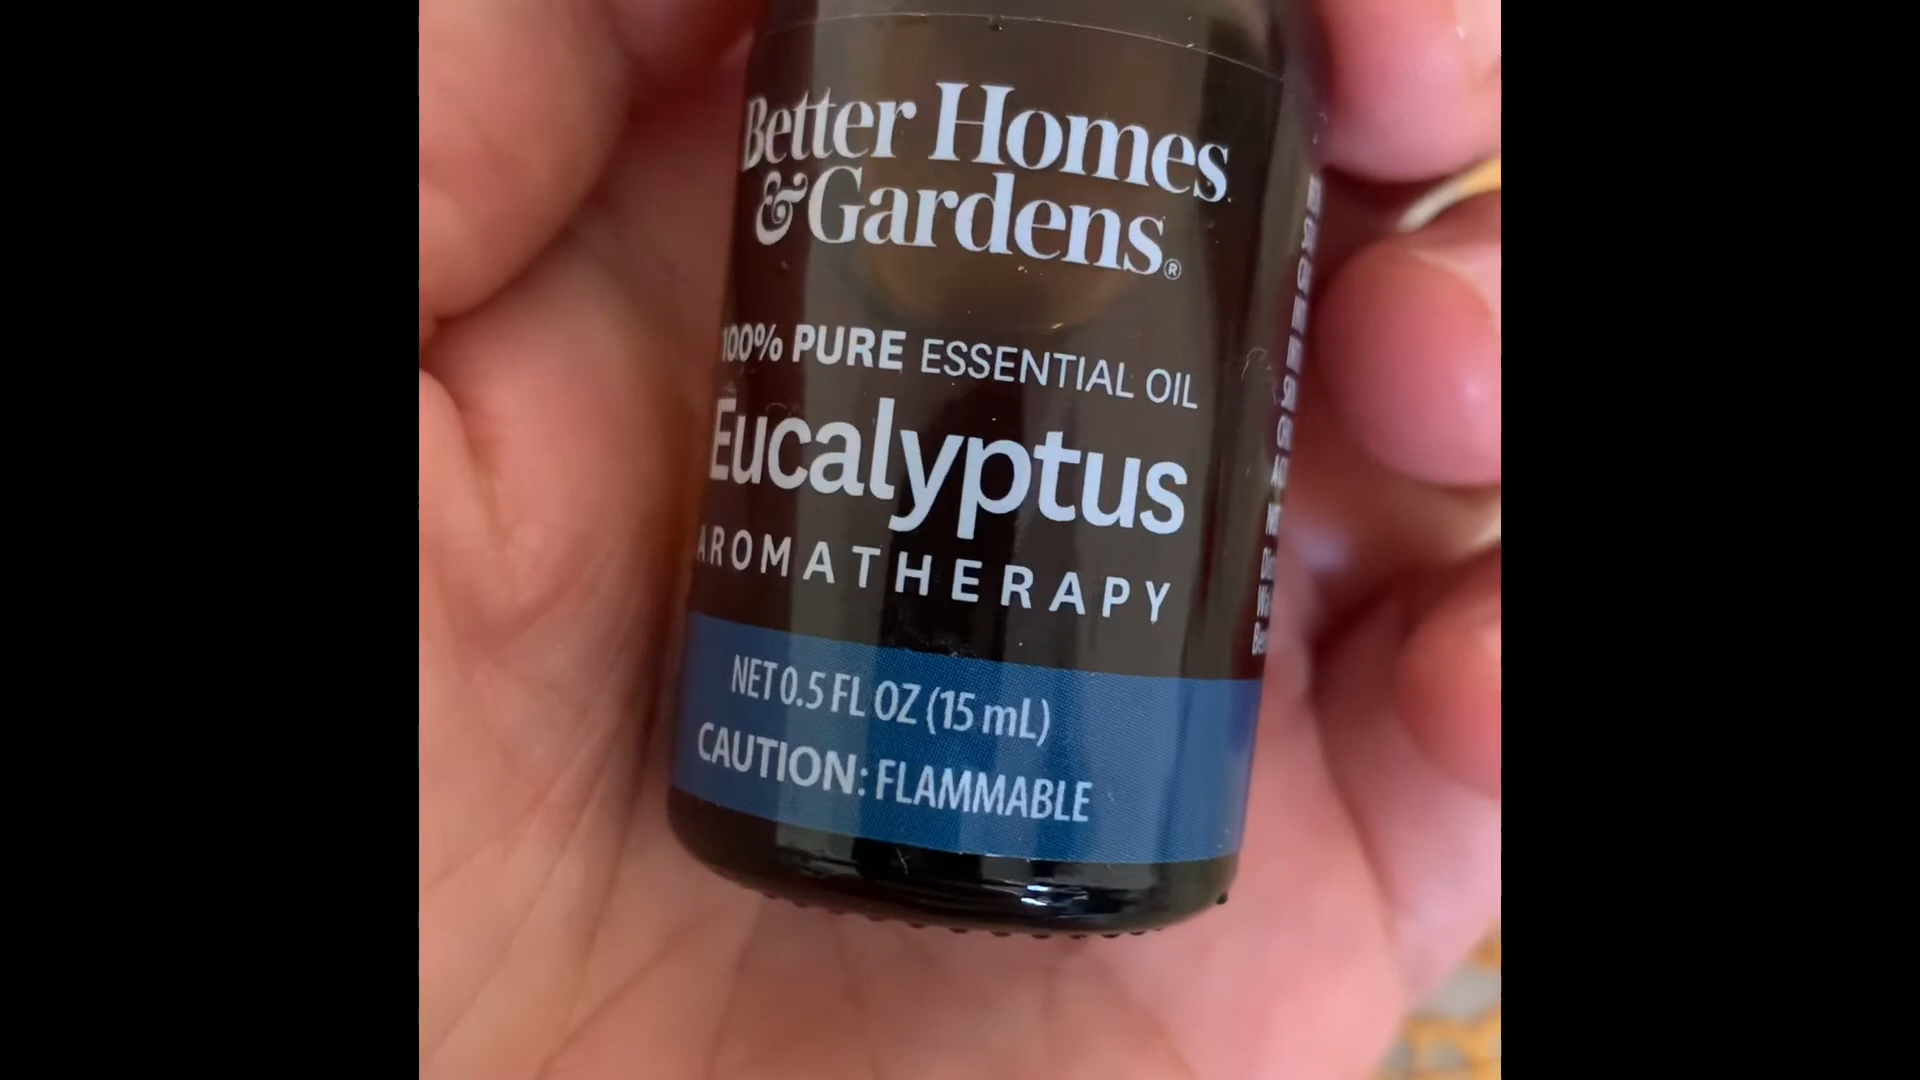 Better Homes
& Gardens®
100% PURE ESSENTIAL OIL
Eucalyptus
AROMATHERAPY
NET 0.5 FL OZ (15 mL)
CAUTION: FLAMMABLE